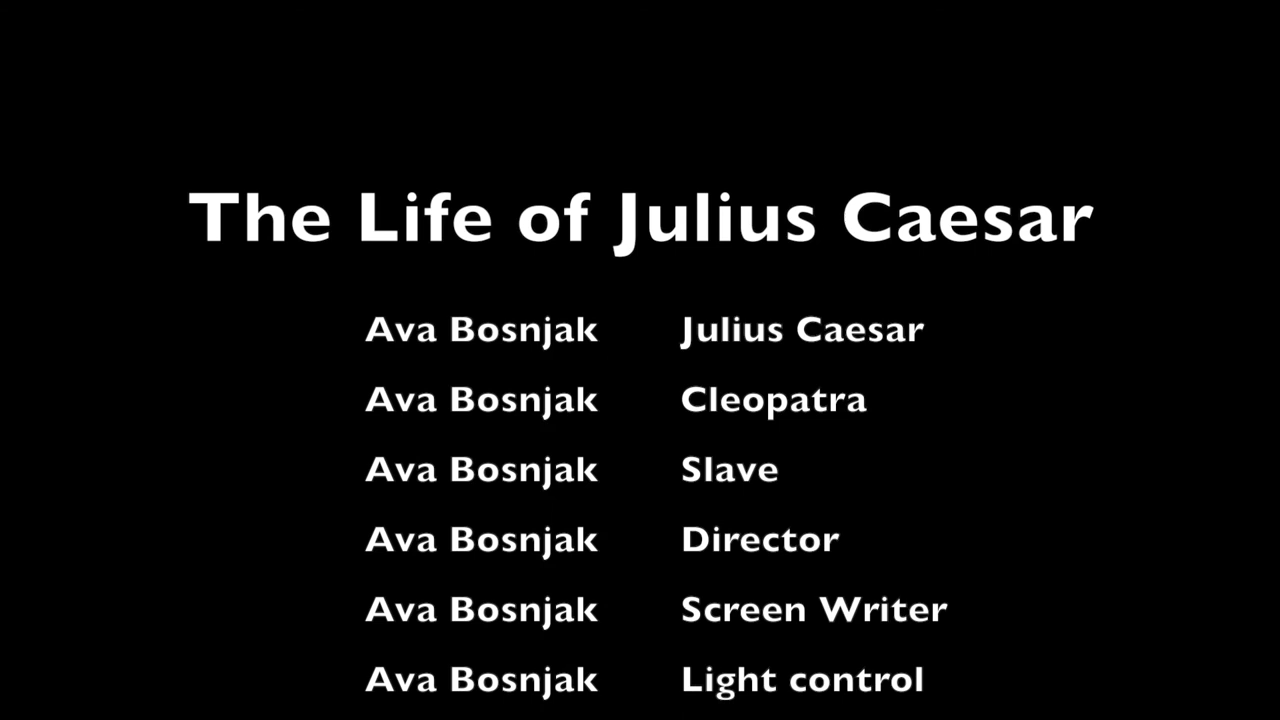 The Life of Julius Caesar
Ava Bosnjak Julius Caesar
Ava Bosnjak Cleopatra
Ava Bosnjak Slave
Ava Bosnjak Director
Ava Bosnjak Screen Writer
Ava Bosnjak Light control